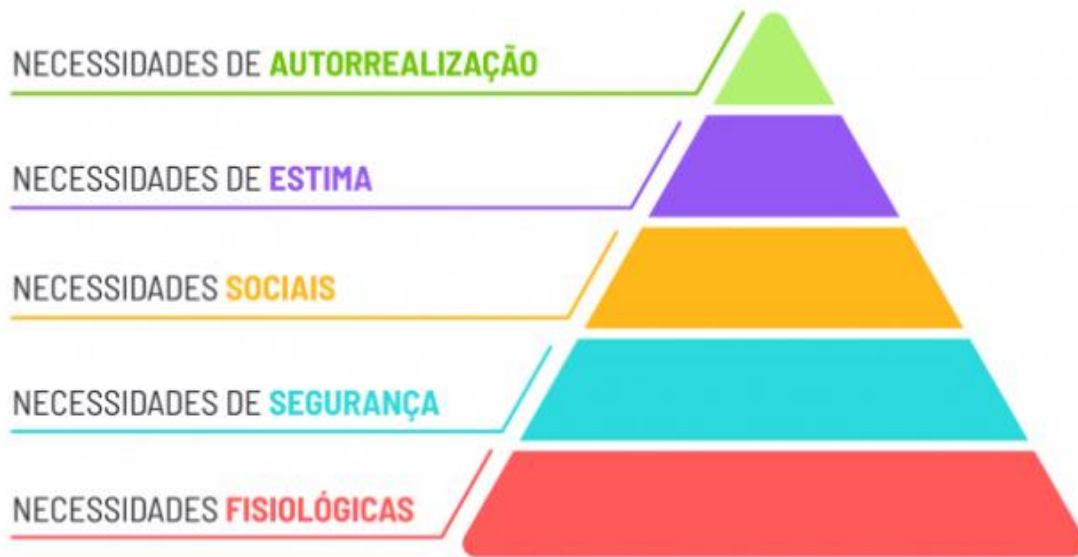 NECESSIDADES DE AUTORREALIZAÇÃO
NECESSIDADES DE ESTIMA
NECESSIDADES SOCIAIS
NECESSIDADES DE SEGURANÇA
NECESSIDADES FISIOLÓGICAS